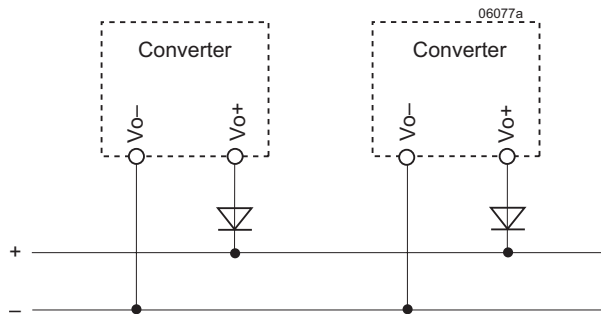 06077a
Converter
Converter
Vo–
Vo+
Vo–
Vo+
+
–